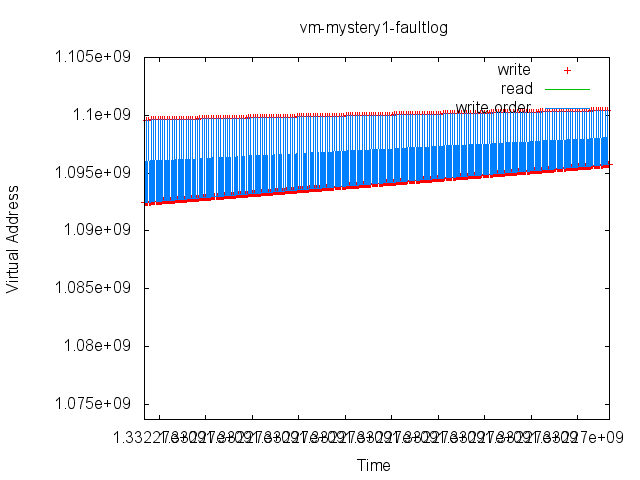 vm-mystery1-faultlog
1.105e+09
write
read
1.1e+09
write order
1.095e+09
1.09e+09
Virtual Address
1.085e+09
1.08e+09
1.075e+09
Time